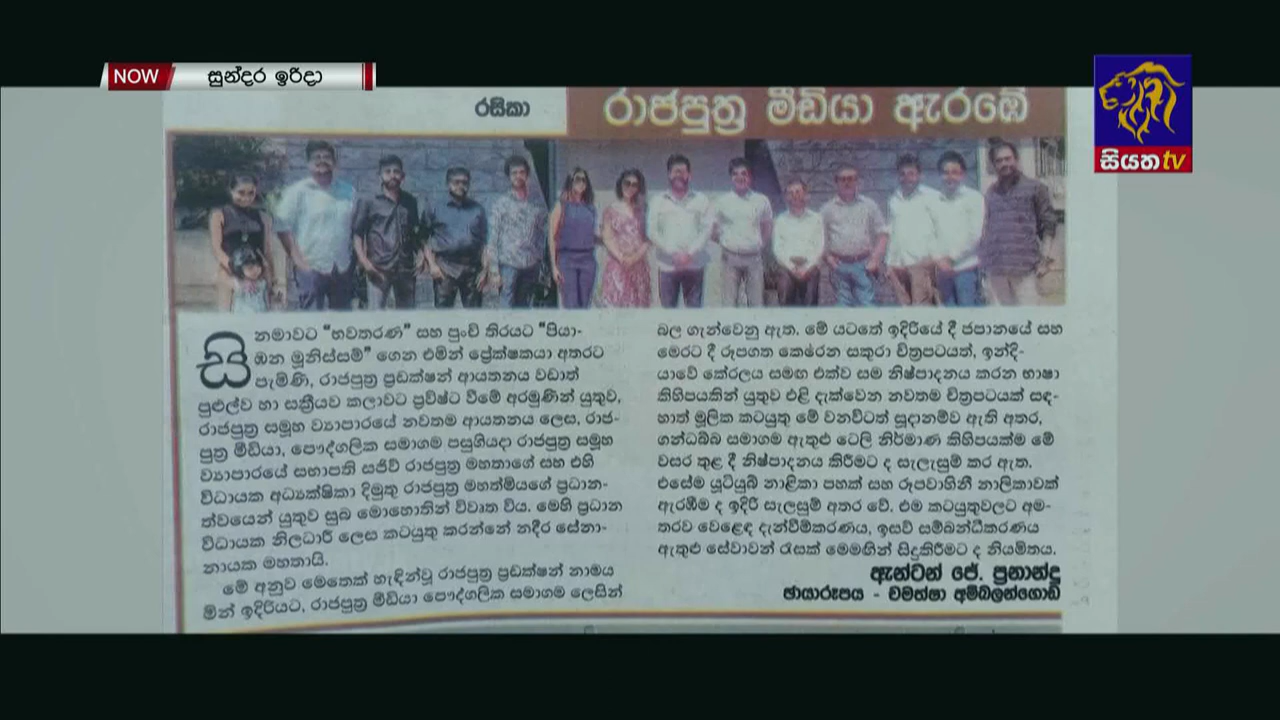 NOW සුන්දර ඉරිදා
සියත tv
රසිකා
රාජපුත්‍ර මීඩියා ඇරඹේ
සිනමාවට "භවතරණ" සහ පුංචි තිරයට "පියා-
ඹන මූනිස්සම්" ගෙන එමින් ප්‍රේක්ෂකයා අතරට
පැමිණි, රාජපුත්‍ර ප්‍රඩක්ෂන් ආයතනය වඩාත්
පුළුල්ව හා සක්‍රීයව කලාවට ප්‍රවිෂ්ට වීමේ අරමුණින් යුතුව,
රාජපුත්‍ර සමූහ ව්‍යාපාරයේ නවතම ආයතනය ලෙස, රාජ-
පුත්‍ර මීඩියා, පෞද්ගලික සමාගම පසුගියදා රාජපුත්‍ර සමූහ
ව්‍යාපාරයේ සභාපති සජීව් රාජපුත්‍ර මහතාගේ සහ එහි
විධායක අධ්‍යක්ෂිකා දිමුතු රාජපුත්‍ර මහත්මියගේ ප්‍රධාන-
ත්වයෙන් යුතුව සුබ මොහොතින් විවෘත විය. මෙහි ප්‍රධාන
විධායක නිලධාරී ලෙස කටයුතු කරන්නේ නදීර සේනා-
නායක මහතායි.
මේ අනුව මෙතෙක් හැඳින්වූ රාජපුත්‍ර ප්‍රඩක්ෂන් නාමය
මින් ඉදිරියට, රාජපුත්‍ර මීඩියා පෞද්ගලික සමාගම ලෙසින්
බල ගැන්වෙනු ඇත. මේ යටතේ ඉදිරියේ දී ජපානයේ සහ
මෙරට දී රූපගත කෙරෙන සකුරා චිත්‍රපටයත්, ඉන්දි-
යාවේ කේරලය සමඟ එක්ව සම නිෂ්පාදනය කරන භාෂා
කිහිපයකින් යුතුව එළි දැක්වෙන නවතම චිත්‍රපටයක් සඳ-
හාත් මූලික කටයුතු මේ වනවිටත් සූදානම්ව ඇති අතර,
ගන්ධබ්බ සමාගම ඇතුළු ටෙලි නිර්මාණ කිහිපයක්ම මේ
වසර තුළ දී නිෂ්පාදනය කිරීමට ද සැලැසුම් කර ඇත.
එසේම යූටියුබ් නාළිකා පහක් සහ රූපවාහිනී නාලිකාවක්
ඇරඹීම ද ඉදිරි සැලසුම් අතර වේ. එම කටයුතුවලට අම-
තරව වෙළෙඳ දැන්වීම්කරණය, ඉසව් සම්බන්ධීකරණය
ඇතුළු සේවාවන් රැසක් මෙමඟින් සිදුකිරීමට ද නියමිතය.
ඇන්ටන් ජේ. ප්‍රනාන්දු
ඡායාරූපය - චමත්ෂා අම්බලන්ගොඩ